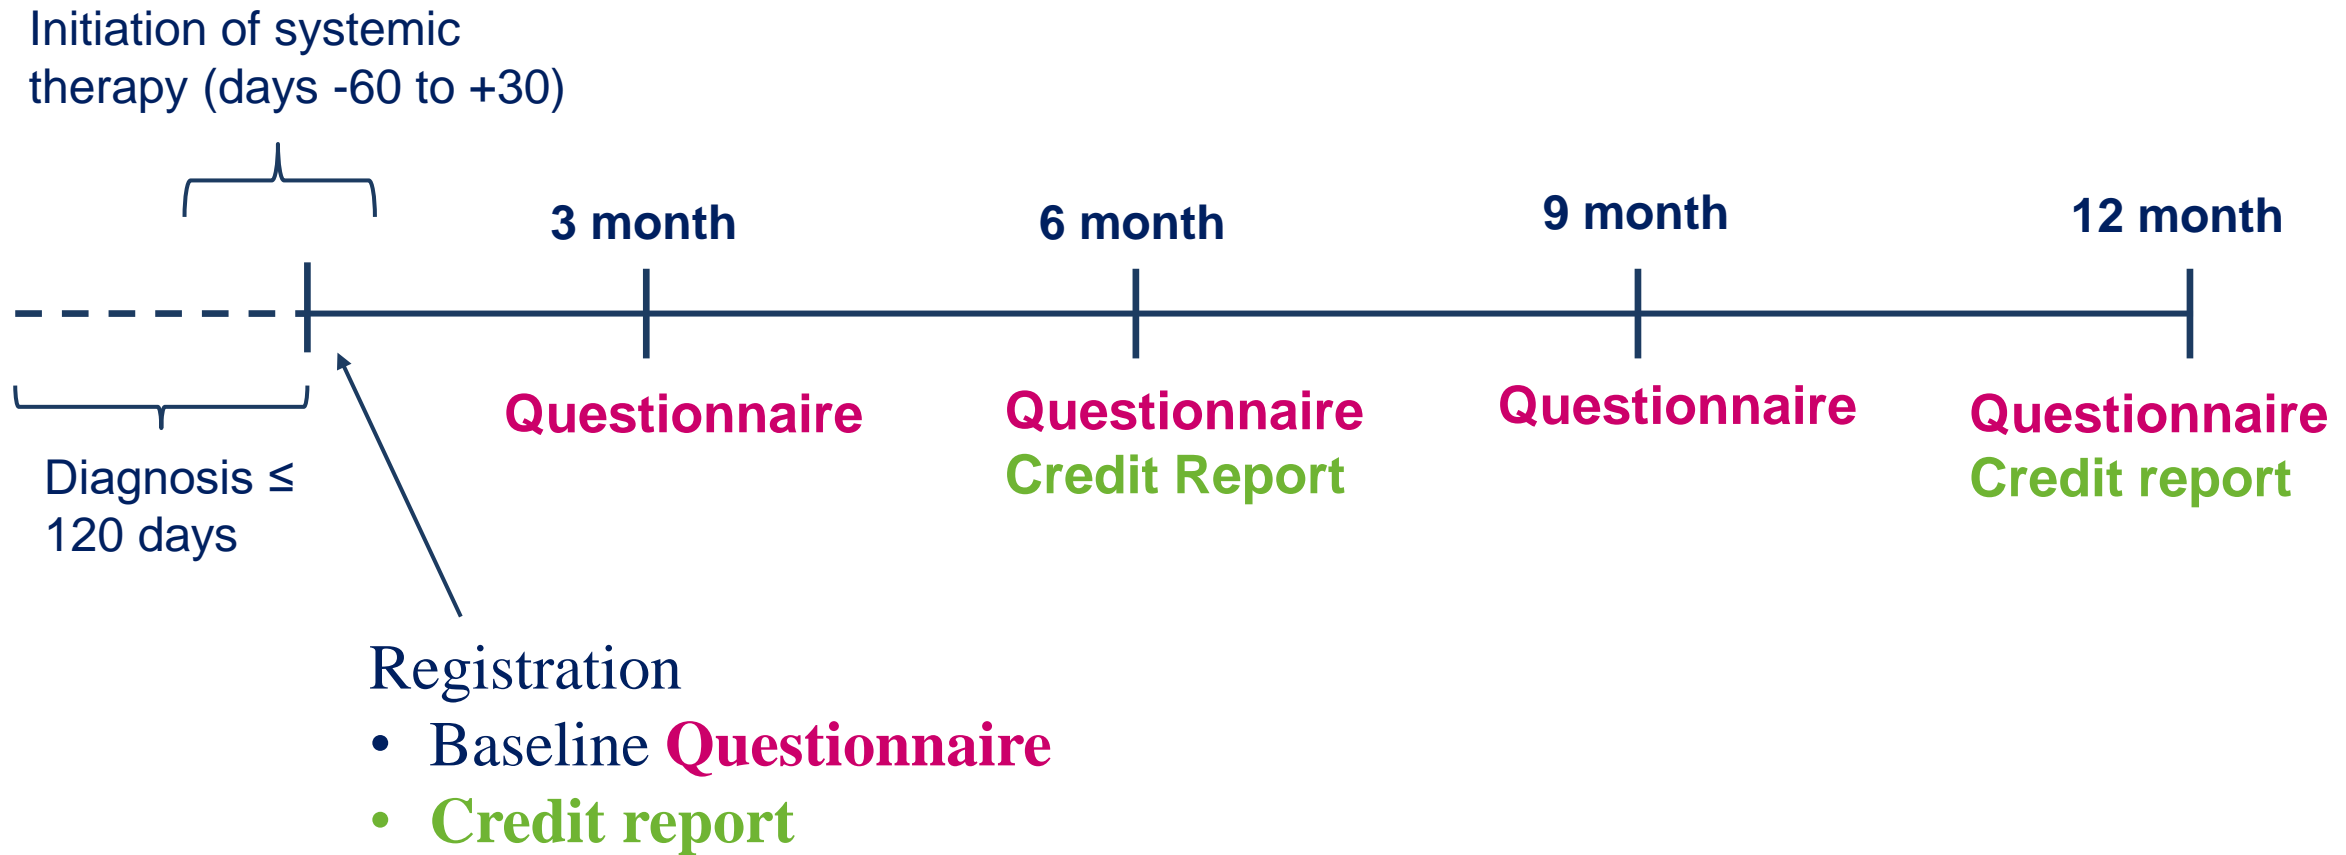 Initiation of systemic
therapy (days -60 to +30)
3 month
6 month
9 month
12 month
Questionnaire
Questionnaire
Credit Report
Questionnaire
Questionnaire
Credit report
Diagnosis ≤
120 days
Registration
• Baseline Questionnaire
• Credit report